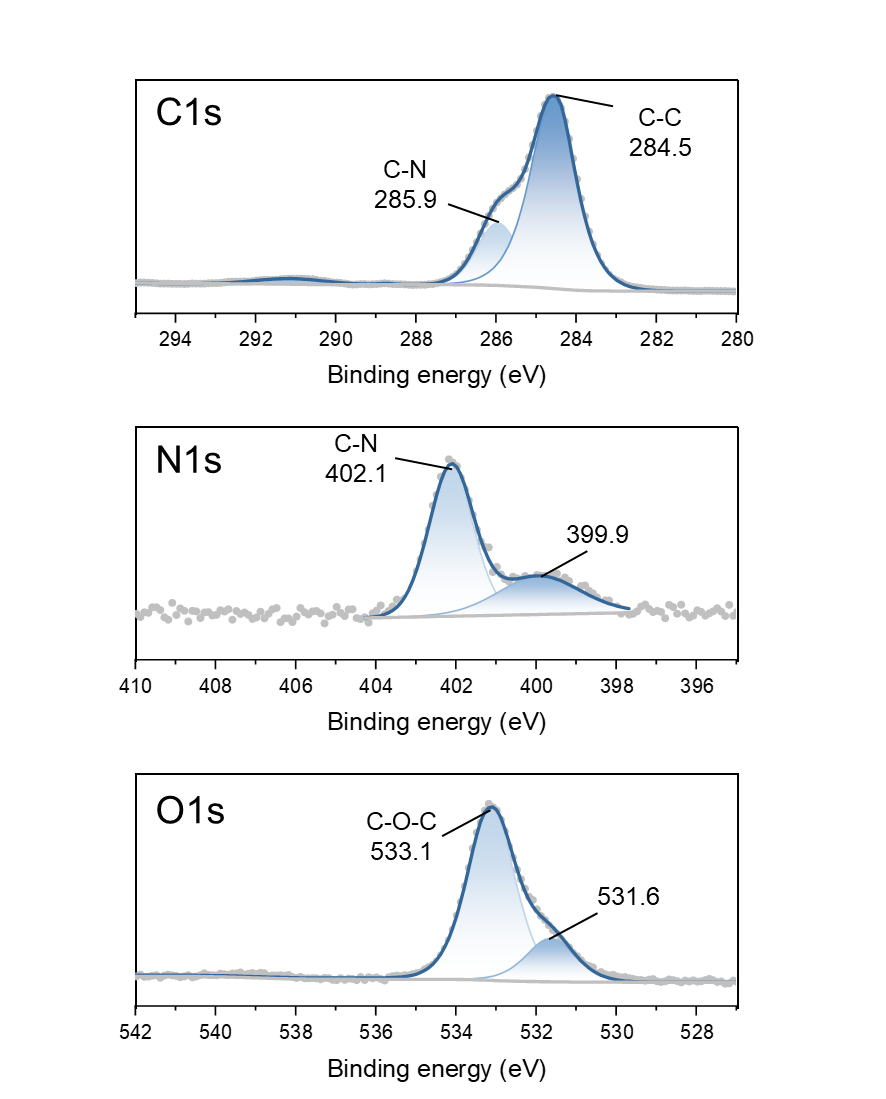 C1s
C-C
284.5
C-N
285.9
294 292 290 288 286 284 282 280
Binding energy (eV)
N1s
C-N
402.1
399.9
410 408 406 404 402 400 398 396
Binding energy (eV)
O1s
C-O-C
533.1
531.6
542 540 538 536 534 532 530 528
Binding energy (eV)